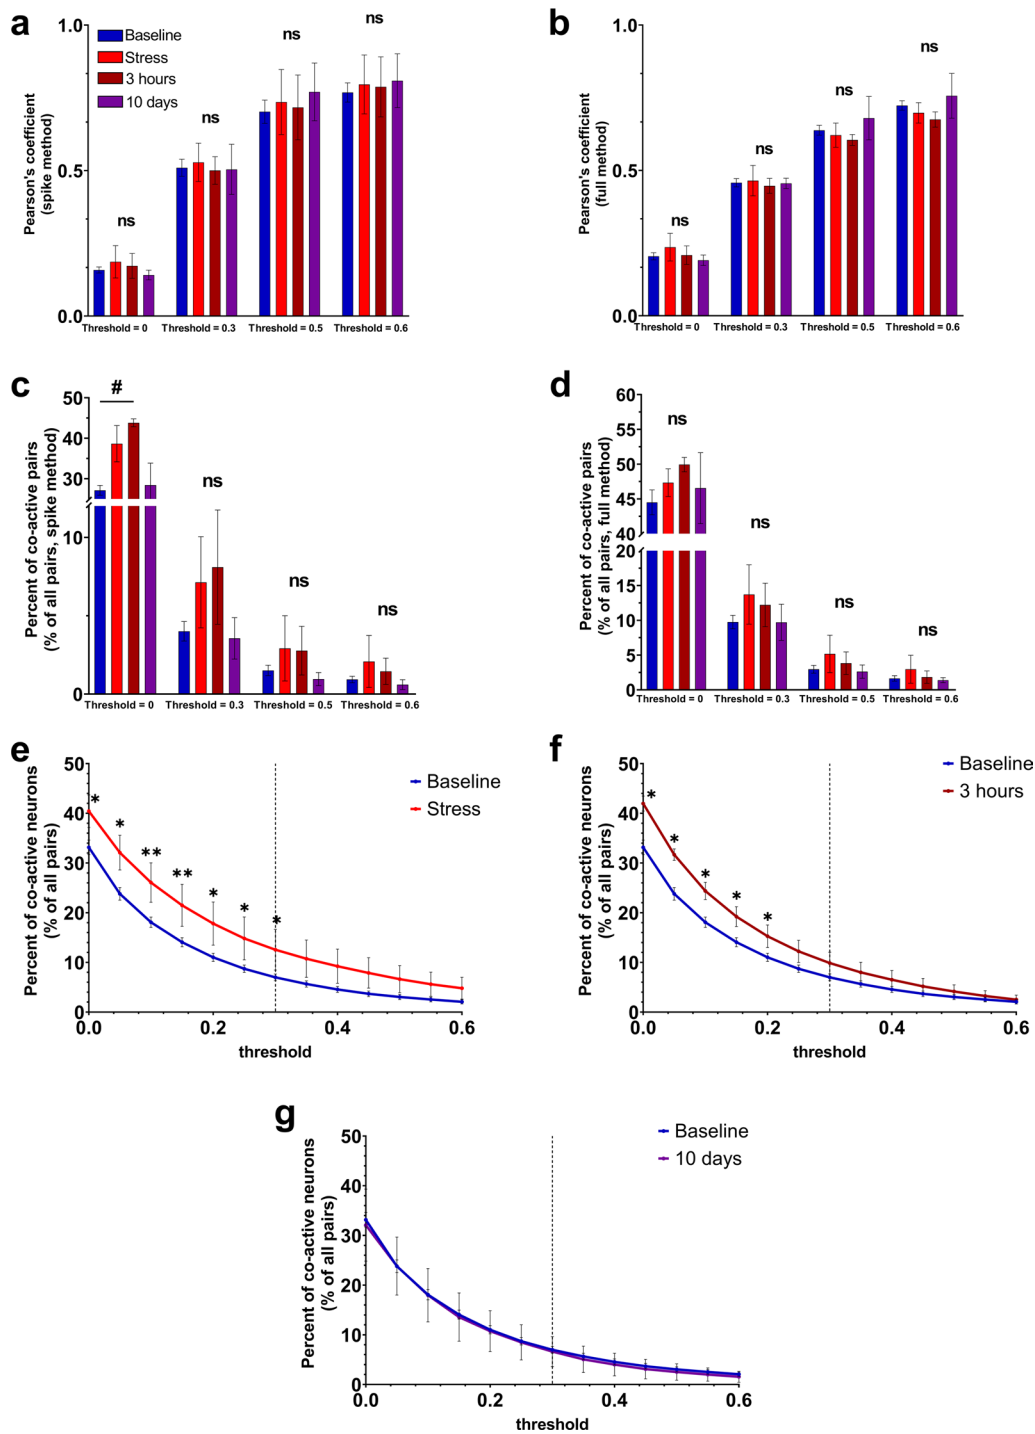 a
1.0
0.5
0.0
Pearson's coefficient
(spike method)
Baseline
Stress
3 hours
10 days
ns
ns
ns
ns
Threshold = 0
Threshold = 0.3
Threshold = 0.5
Threshold = 0.6
b
1.0
0.5
0.0
Pearson's coefficient
(full method)
ns
ns
ns
ns
Threshold = 0
Threshold = 0.3
Threshold = 0.5
Threshold = 0.6
c
50
40
30
10
0
Percent of co-active pairs
(% of all pairs, spike method)
#
ns
ns
ns
Threshold = 0
Threshold = 0.3
Threshold = 0.5
Threshold = 0.6
d
60
55
50
45
40
20
15
10
5
0
Percent of co-active pairs
(% of all pairs, full method)
ns
ns
ns
ns
Threshold = 0
Threshold = 0.3
Threshold = 0.5
Threshold = 0.6
e
50
40
30
20
10
0
Percent of co-active neurons
(% of all pairs)
Baseline
Stress
*
*
**
**
*
*
*
0.0
0.2
0.4
0.6
threshold
f
50
40
30
20
10
0
Percent of co-active neurons
(% of all pairs)
Baseline
3 hours
*
*
*
*
*
0.0
0.2
0.4
0.6
threshold
g
50
40
30
20
10
0
Percent of co-active neurons
(% of all pairs)
Baseline
10 days
0.0
0.2
0.4
0.6
threshold